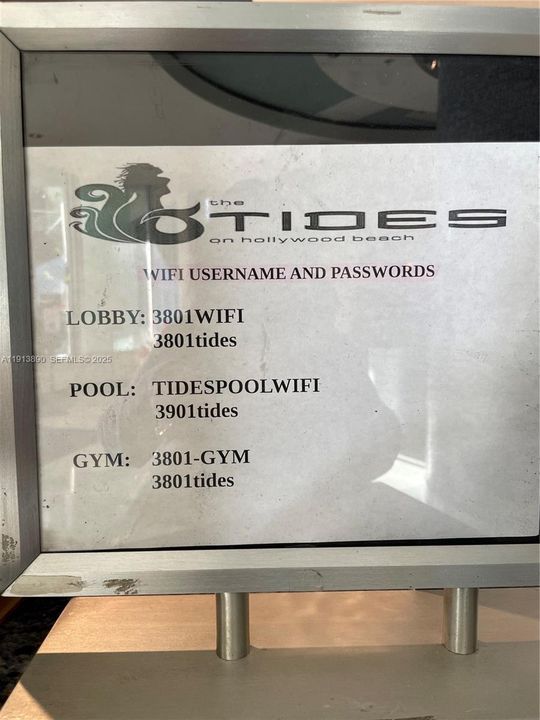 the
TIDES
on hollywood beach
WIFI USERNAME AND PASSWORDS
LOBBY: 3801WIFI
3801tides
A11913890 SEFMLS© 2025
POOL: TIDESPOOLWIFI
3901tides
GYM: 3801-GYM
3801tides